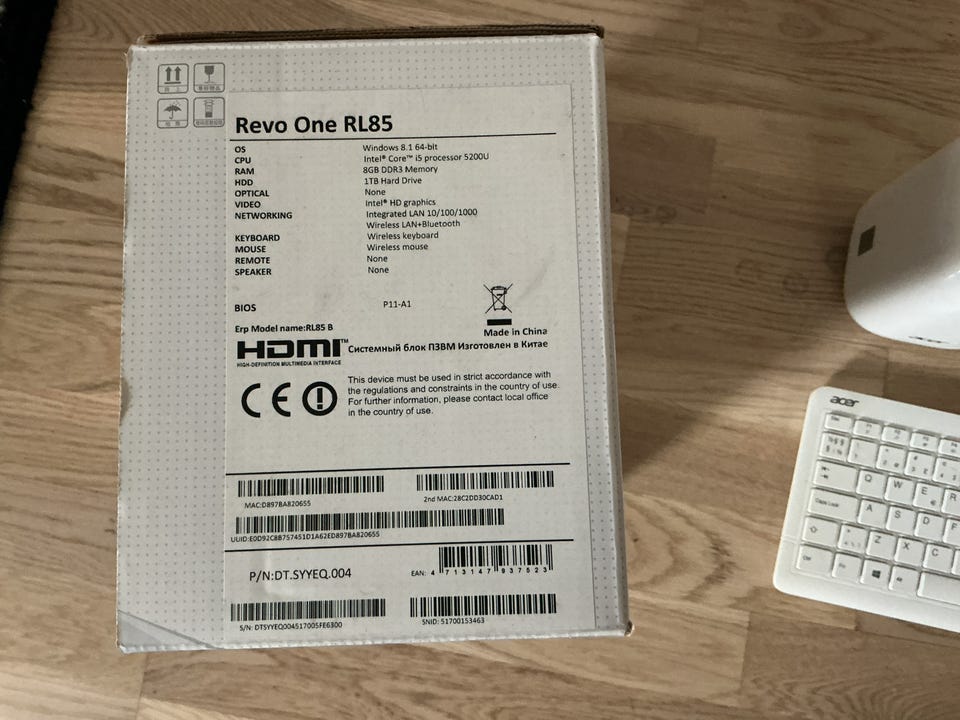 Revo One RL85
OS Windows 8.1 64-bit
CPU Intel® Core™ i5 processor 5200U
RAM 8GB DDR3 Memory
HDD 1TB Hard Drive
OPTICAL None
VIDEO Intel® HD graphics
NETWORKING Integrated LAN 10/100/1000
Wireless LAN+Bluetooth
KEYBOARD Wireless keyboard
MOUSE Wireless mouse
REMOTE None
SPEAKER None
BIOS P11-A1
Erp Model name:RL85 B
Made in China
HDMI™
HIGH-DEFINITION MULTIMEDIA INTERFACE
Системный блок ПЭВМ Изготовлен в Китае
CE
This device must be used in strict accordance with
the regulations and constraints in the country of use.
For further information, please contact local office
in the country of use.
MAC:D897BA820655
2nd MAC:28C2DD30CAD1
UUID:E0D92C8B757451D1A62ED897BA820655
P/N:DT.SYYEQ.004
EAN: 4 713147 937523
S/N: DTSYYEQ004517005FE6300
SNID: 51700153463
acer
Q W E
Caps Lock A S D F
Z X C
Ctrl Fn Alt